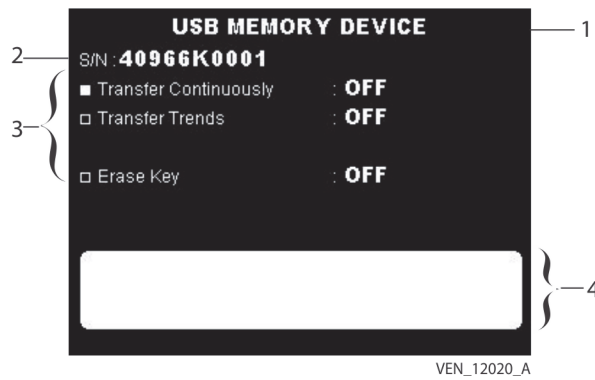 USB MEMORY DEVICE 1
2 S/N : 40966K0001
Transfer Continuously : OFF
3 Transfer Trends : OFF
Erase Key : OFF
4
VEN_12020_A